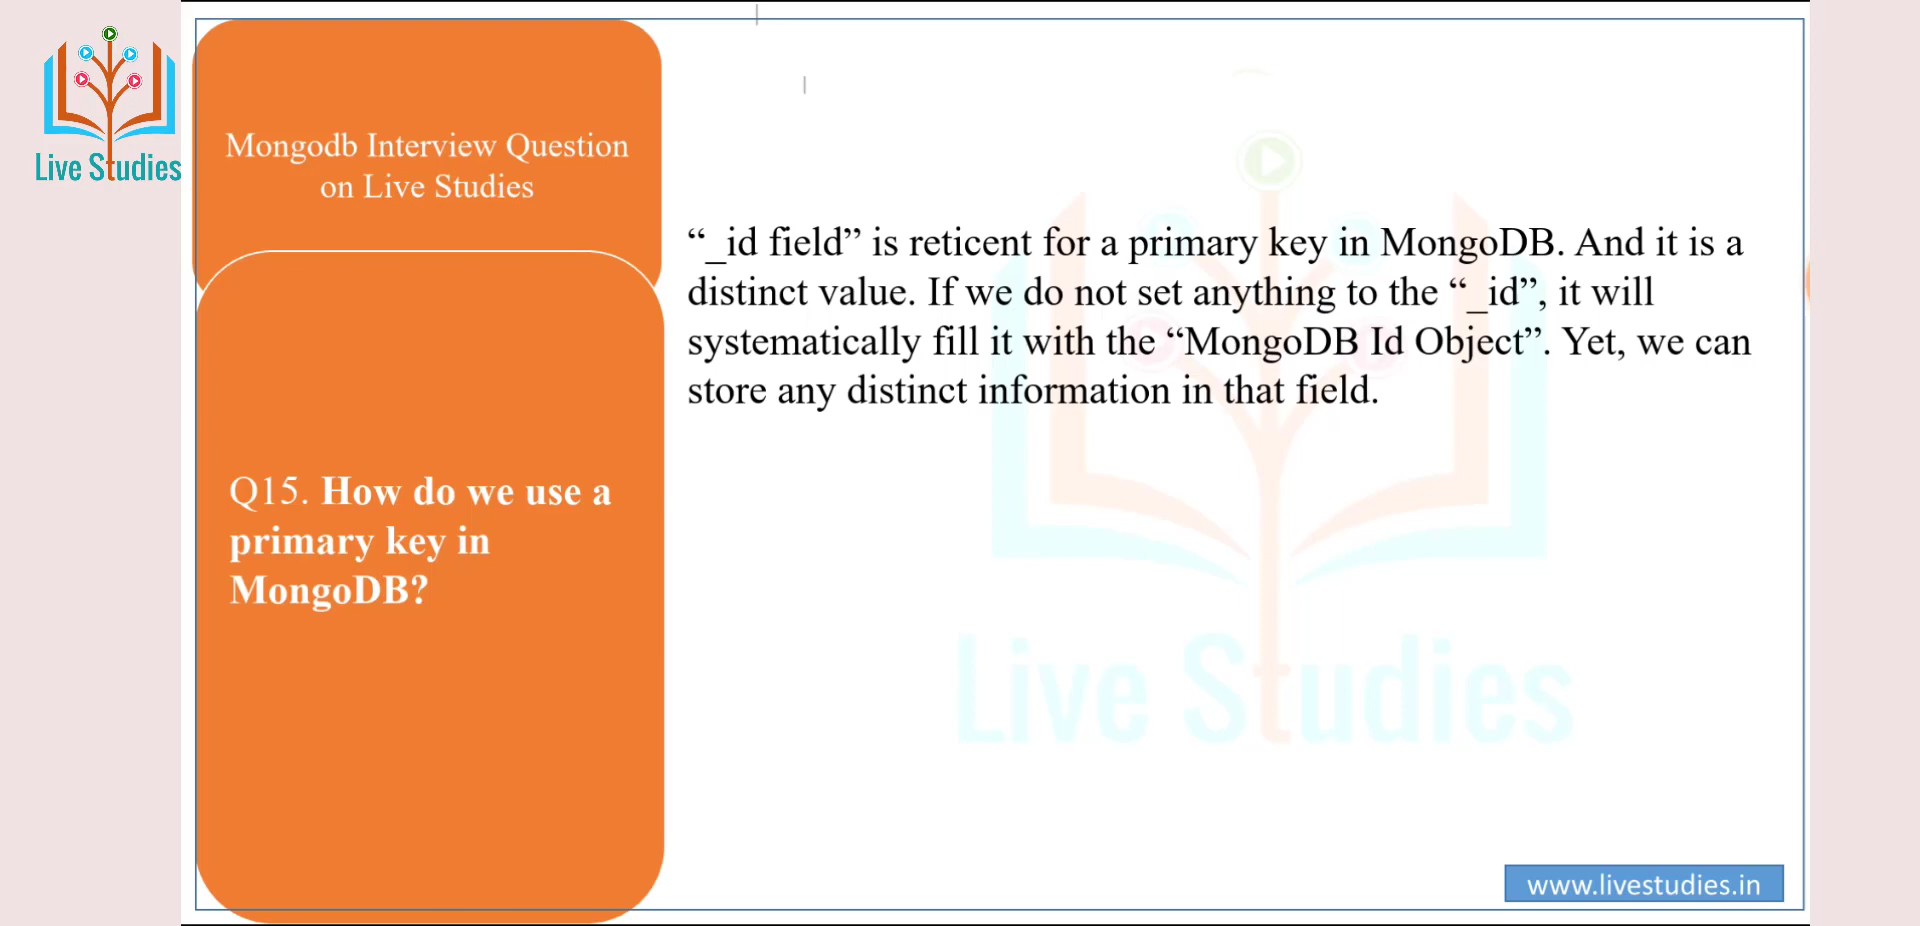 Live Studies
Mongodb Interview Question
on Live Studies
Q15. How do we use a
primary key in
MongoDB?
“_id field” is reticent for a primary key in MongoDB. And it is a
distinct value. If we do not set anything to the “_id”, it will
systematically fill it with the “MongoDB Id Object”. Yet, we can
store any distinct information in that field.
Live Studies
www.livestudies.in